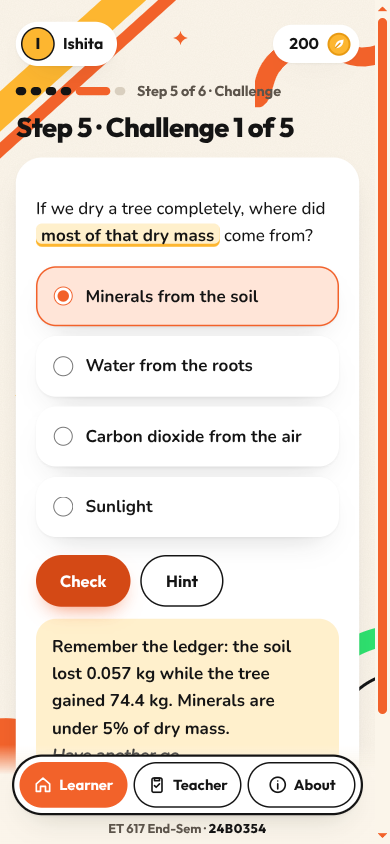 I Ishita
200
Step 5 of 6 · Challenge
Step 5 · Challenge 1 of 5
If we dry a tree completely, where did
most of that dry mass come from?
Minerals from the soil
Water from the roots
Carbon dioxide from the air
Sunlight
Check Hint
Remember the ledger: the soil
lost 0.057 kg while the tree
gained 74.4 kg. Minerals are
under 5% of dry mass.
Have another go
Learner Teacher About
ET 617 End-Sem · 24B0354